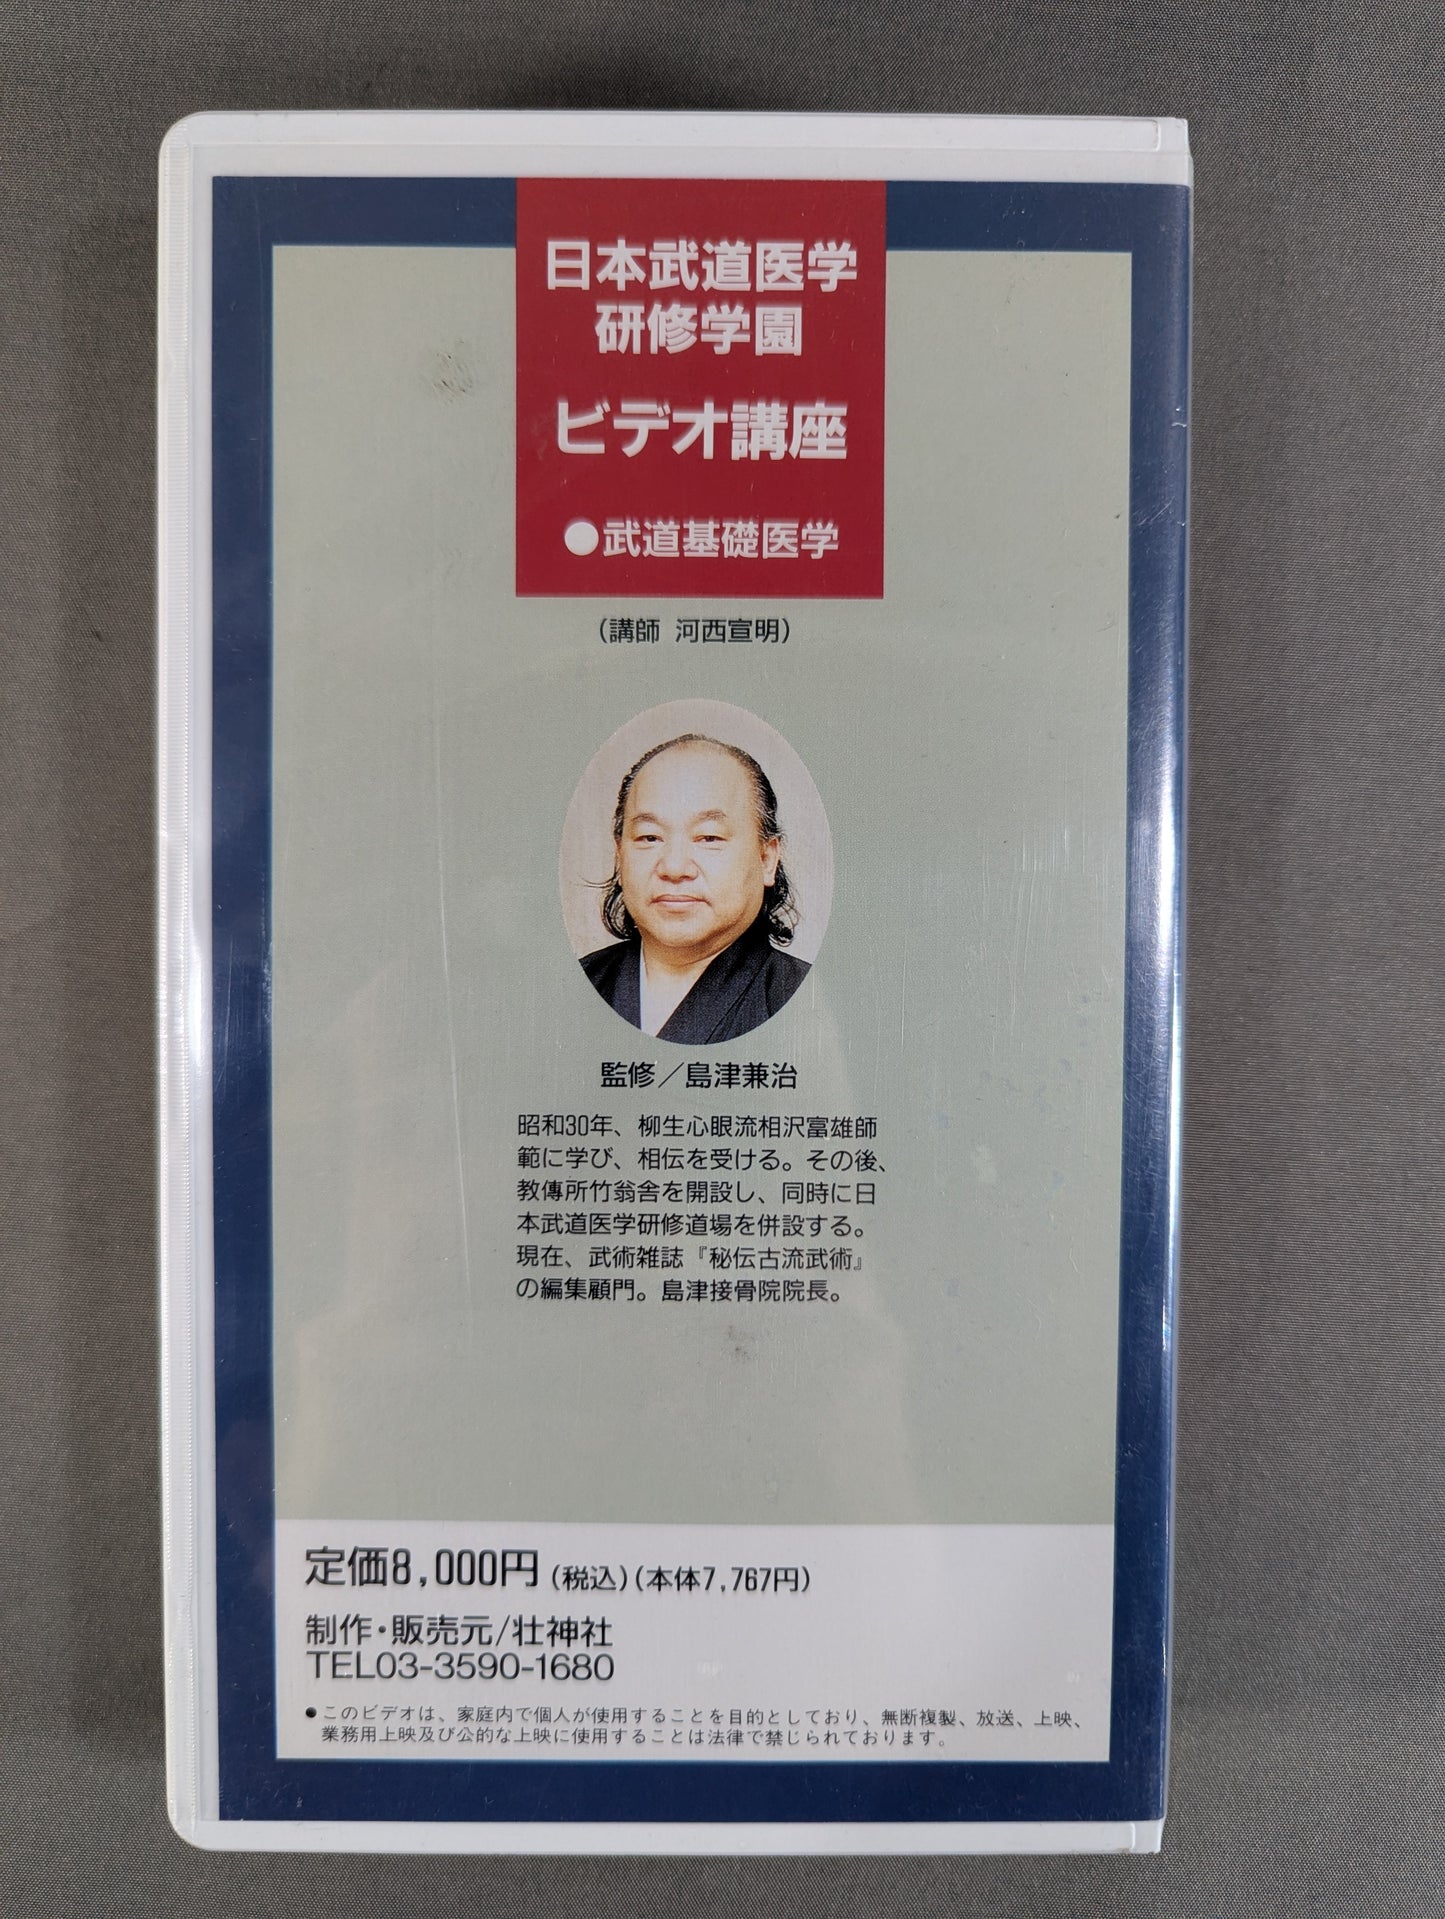 日本武道医学
研修学園
ビデオ講座
●武道基礎医学
(講師 河西宣明)
監修／島津兼治
昭和30年、柳生心眼流相沢富雄師
範に学び、相伝を受ける。その後、
教傳所竹翁舎を開設し、同時に日
本武道医学研修道場を併設する。
現在、武術雑誌『秘伝古流武術』
の編集顧問。島津接骨院院長。
定価8,000円(税込)(本体7,767円)
制作・販売元/壮神社
TEL03-3590-1680
●このビデオは、家庭内で個人が使用することを目的としており、無断複製、放送、上映、
業務用上映及び公的な上映に使用することは法律で禁じられております。